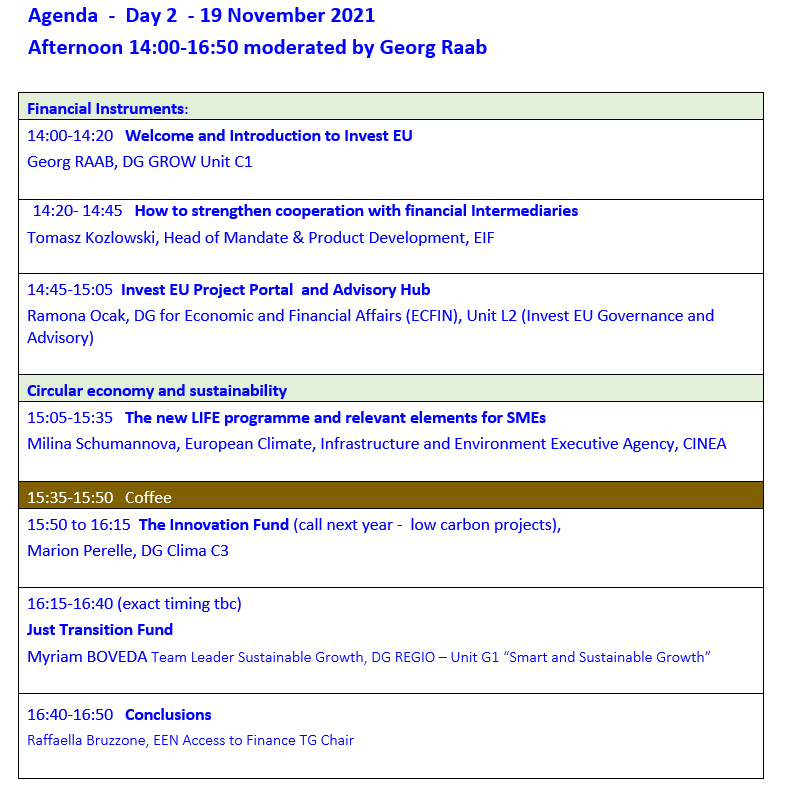 Agenda - Day 2 - 19 November 2021
Afternoon 14:00-16:50 moderated by Georg Raab
Financial Instruments:
14:00-14:20 Welcome and Introduction to Invest EU
Georg RAAB, DG GROW Unit C1
14:20- 14:45 How to strengthen cooperation with financial Intermediaries
Tomasz Kozlowski, Head of Mandate & Product Development, EIF
14:45-15:05 Invest EU Project Portal and Advisory Hub
Ramona Ocak, DG for Economic and Financial Affairs (ECFIN), Unit L2 (Invest EU Governance and
Advisory)
Circular economy and sustainability
15:05-15:35 The new LIFE programme and relevant elements for SMEs
Milina Schumannova, European Climate, Infrastructure and Environment Executive Agency, CINEA
15:35-15:50 Coffee
15:50 to 16:15 The Innovation Fund (call next year - low carbon projects),
Marion Perelle, DG Clima C3
16:15-16:40 (exact timing tbc)
Just Transition Fund
Myriam BOVEDA Team Leader Sustainable Growth, DG REGIO – Unit G1 “Smart and Sustainable Growth”
16:40-16:50 Conclusions
Raffaella Bruzzone, EEN Access to Finance TG Chair